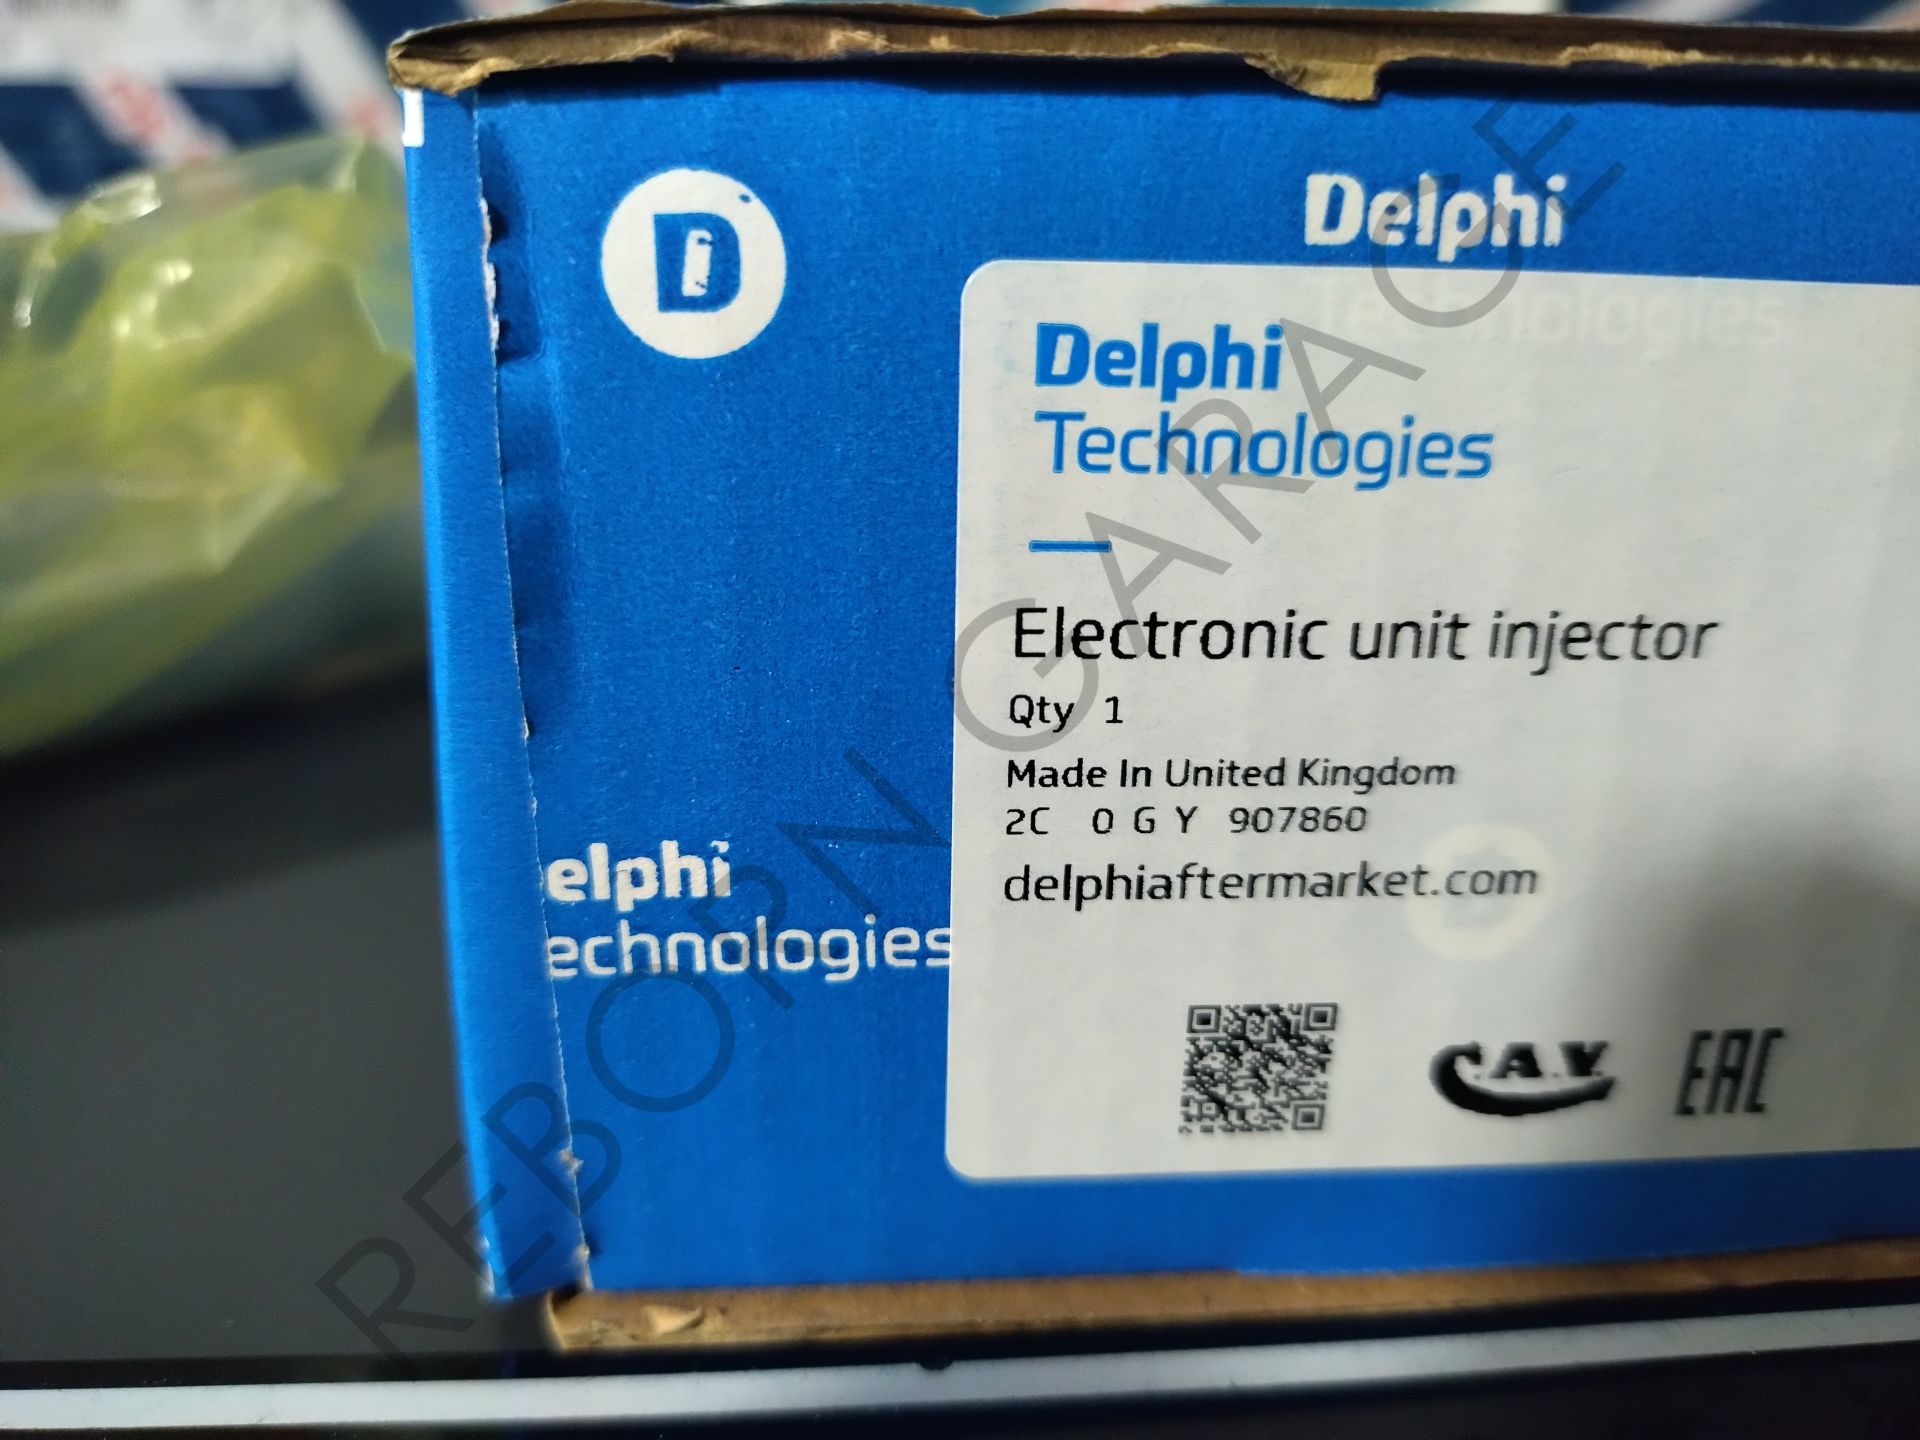 D
Delphi
Technologies
Delphi
Technologies
Electronic unit injector
Qty 1
Made In United Kingdom
2C 0 G Y 907860
delphiaftermarket.com
elphi
echnologies
C.A.V.
EAC
REBORN GARAGE